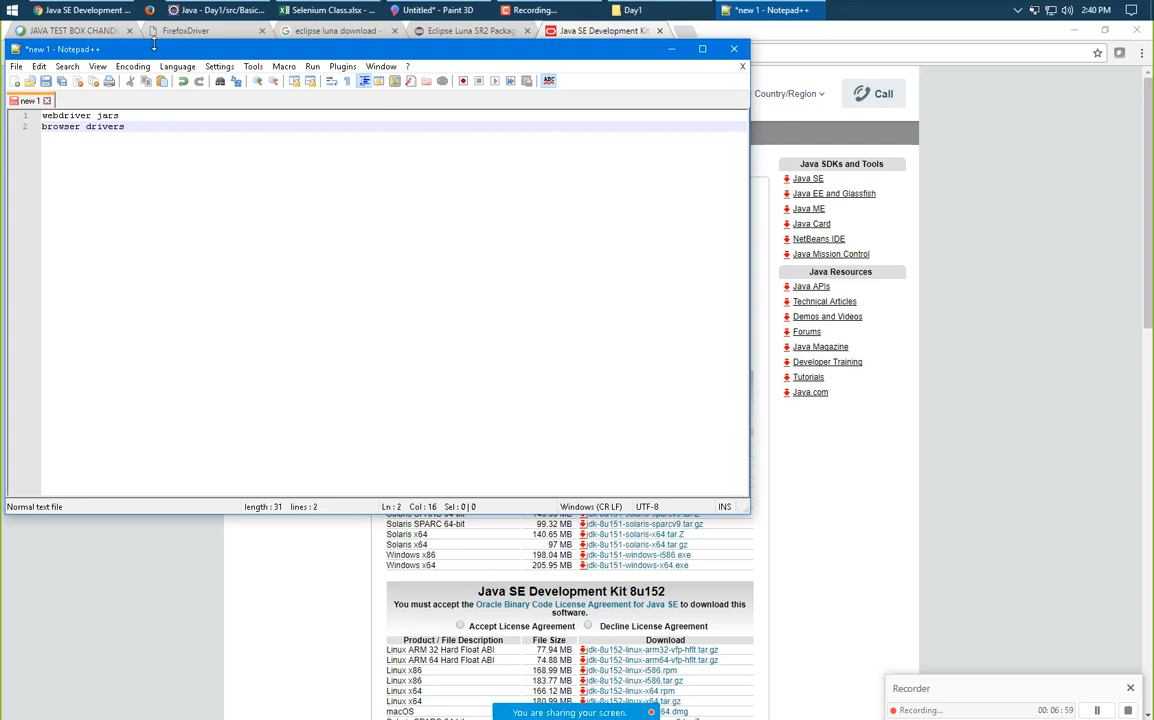 Java SE Development ...
Java - Day1/src/Basic...
Selenium Class.xlsx - ...
Untitled* - Paint 3D
Recording...
Day1
*new 1 - Notepad++
2:40 PM
JAVA TEST BOX CHANDI
FirefoxDriver
eclipse luna download -
Eclipse Luna SR2 Packag
Java SE Development Kit
*new 1 - Notepad++
File Edit Search View Encoding Language Settings Tools Macro Run Plugins Window ?
X
ABC
new 1
1 webdriver jars
2 browser drivers
Normal text file
length : 31 lines : 2
Ln : 2 Col : 16 Sel : 0 | 0
Windows (CR LF)
UTF-8
INS
Country/Region
Call
Java SDKs and Tools
Java SE
Java EE and Glassfish
Java ME
Java Card
NetBeans IDE
Java Mission Control
Java Resources
Java APIs
Technical Articles
Demos and Videos
Forums
Java Magazine
Developer Training
Tutorials
Java.com
Solaris SPARC 64-bit 99.32 MB jdk-8u151-solaris-sparcv9.tar.gz
Solaris x64 140.65 MB jdk-8u151-solaris-x64.tar.Z
Solaris x64 97 MB jdk-8u151-solaris-x64.tar.gz
Windows x86 198.04 MB jdk-8u151-windows-i586.exe
Windows x64 205.95 MB jdk-8u151-windows-x64.exe
Java SE Development Kit 8u152
You must accept the Oracle Binary Code License Agreement for Java SE to download this
software.
Accept License Agreement Decline License Agreement
Product / File Description File Size Download
Linux ARM 32 Hard Float ABI 77.94 MB jdk-8u152-linux-arm32-vfp-hflt.tar.gz
Linux ARM 64 Hard Float ABI 74.88 MB jdk-8u152-linux-arm64-vfp-hflt.tar.gz
Linux x86 168.99 MB jdk-8u152-linux-i586.rpm
Linux x86 183.77 MB jdk-8u152-linux-i586.tar.gz
Linux x64 166.12 MB jdk-8u152-linux-x64.rpm
Linux x64 180.99 MB jdk-8u152-linux-x64.tar.gz
macOS
x64 dmg
You are sharing your screen.
Recorder
Recording...
00:06:59